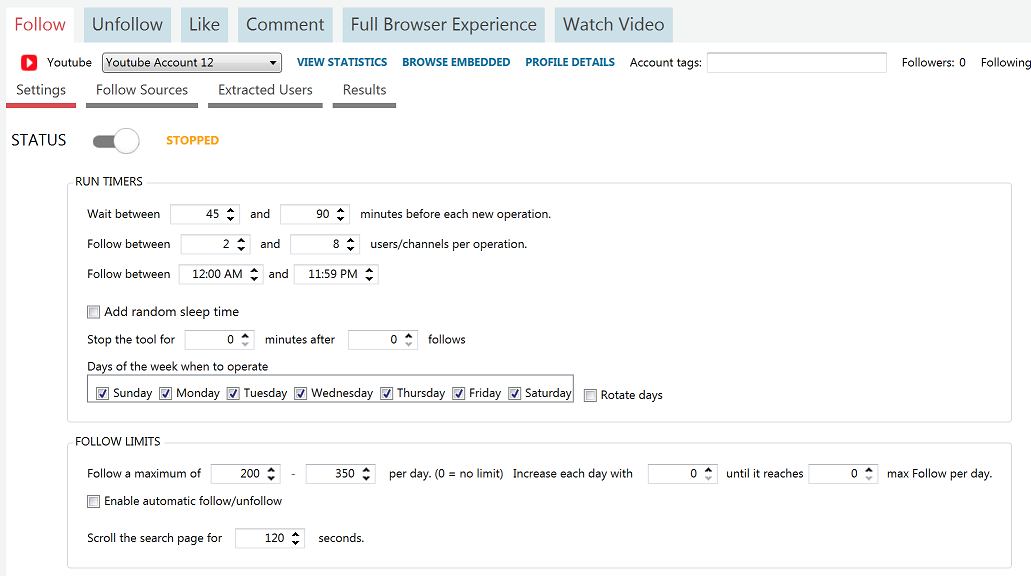 Follow Unfollow Like Comment Full Browser Experience Watch Video
Youtube Youtube Account 12 VIEW STATISTICS BROWSE EMBEDDED PROFILE DETAILS Account tags: Followers: 0 Following
Settings Follow Sources Extracted Users Results
STATUS STOPPED
RUN TIMERS
Wait between 45 and 90 minutes before each new operation.
Follow between 2 and 8 users/channels per operation.
Follow between 12:00 AM and 11:59 PM
Add random sleep time
Stop the tool for 0 minutes after 0 follows
Days of the week when to operate
Sunday Monday Tuesday Wednesday Thursday Friday Saturday Rotate days
FOLLOW LIMITS
Follow a maximum of 200 - 350 per day. (0 = no limit) Increase each day with 0 until it reaches 0 max Follow per day.
Enable automatic follow/unfollow
Scroll the search page for 120 seconds.